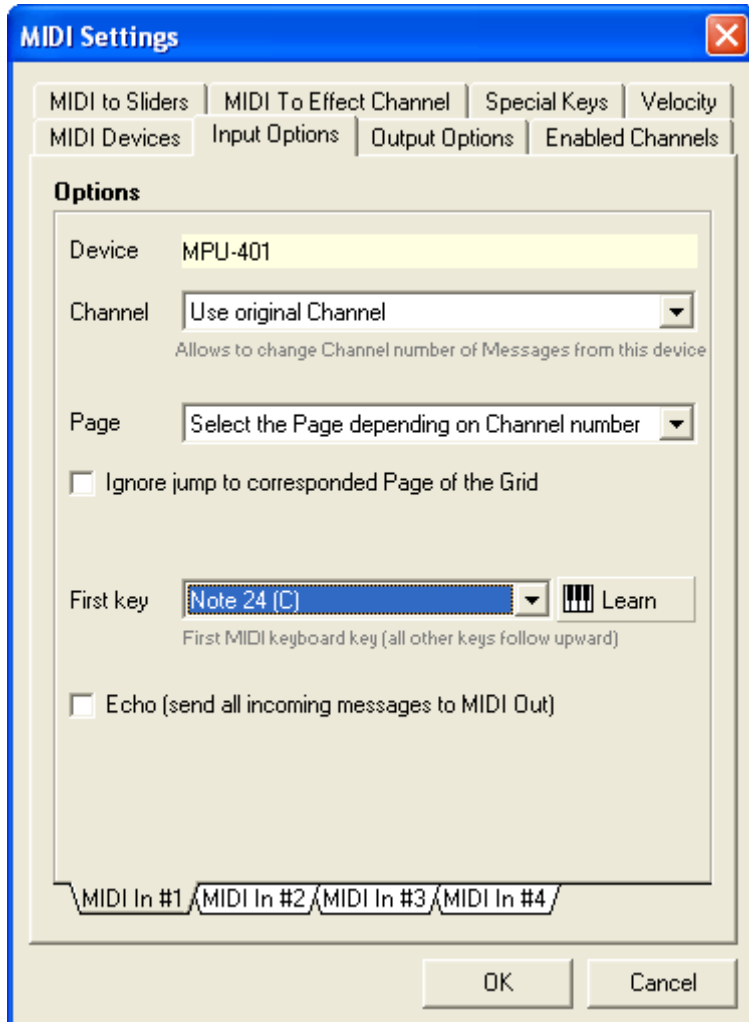 MIDI Settings
MIDI to Sliders MIDI To Effect Channel Special Keys Velocity
MIDI Devices Input Options Output Options Enabled Channels
Options
Device MPU-401
Channel Use original Channel
Allows to change Channel number of Messages from this device
Page Select the Page depending on Channel number
Ignore jump to corresponded Page of the Grid
First key Note 24 (C) Learn
First MIDI keyboard key (all other keys follow upward)
Echo (send all incoming messages to MIDI Out)
MIDI In #1 MIDI In #2 MIDI In #3 MIDI In #4
OK Cancel